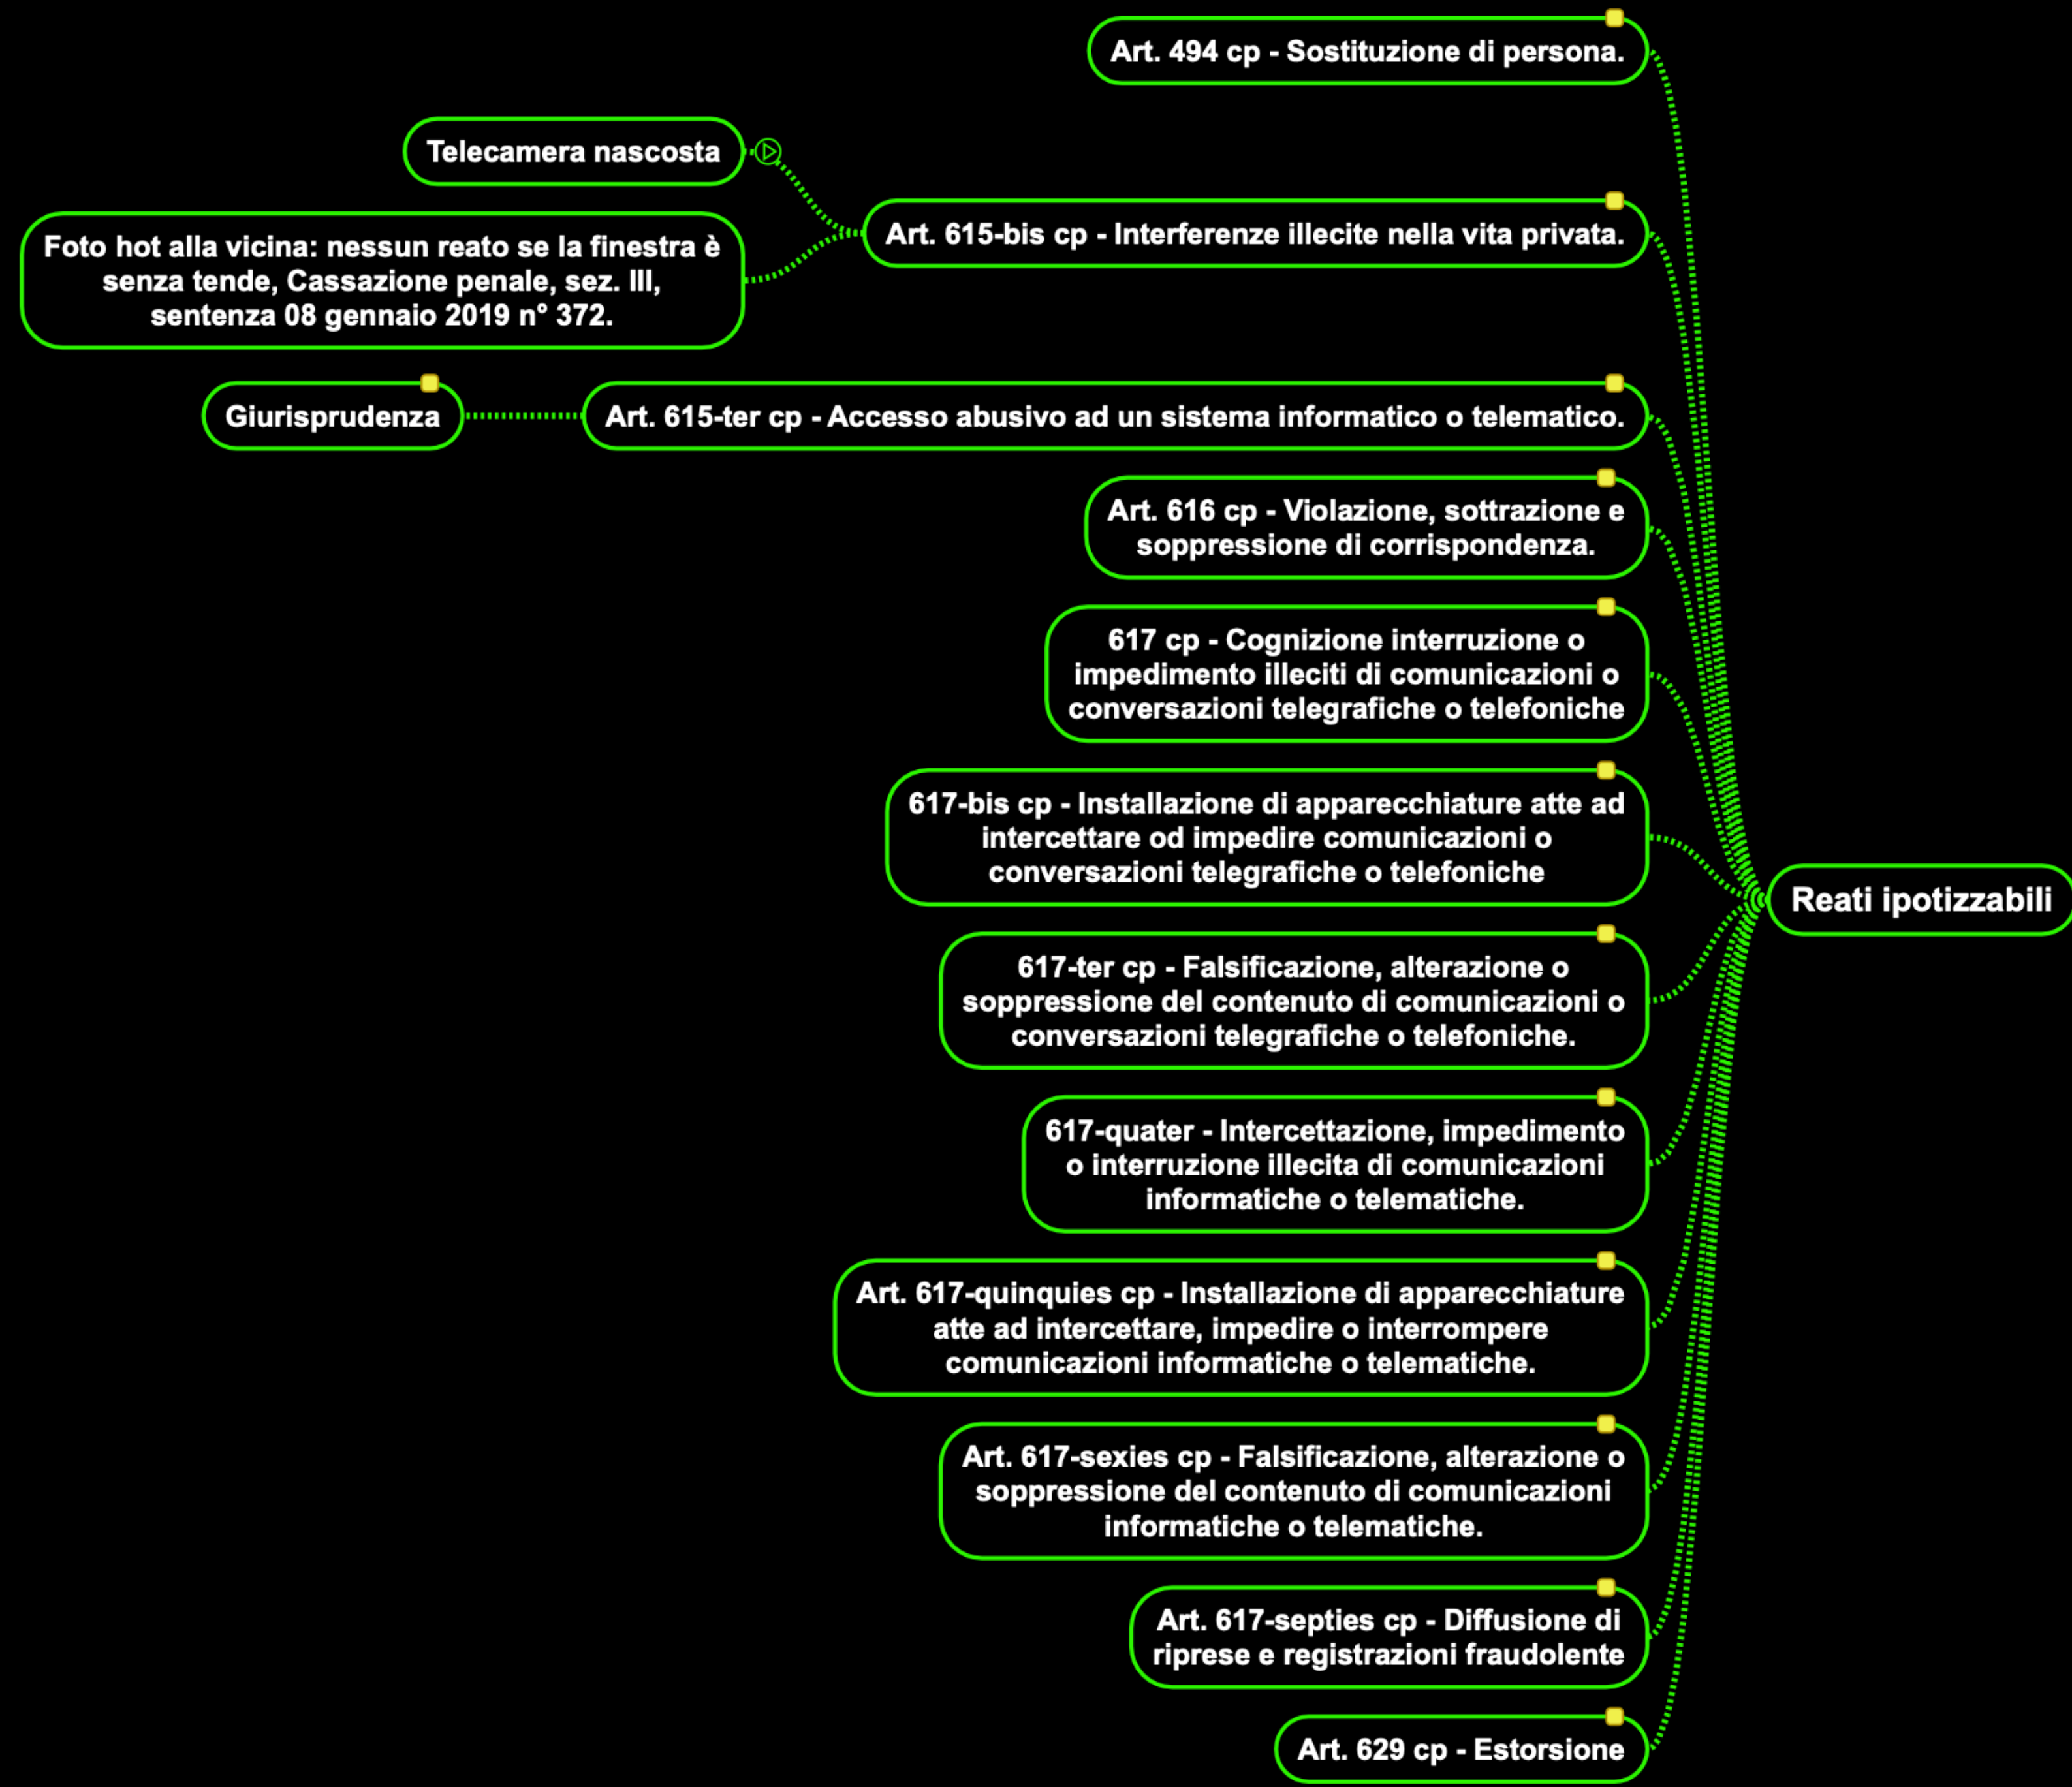 Art. 494 cp - Sostituzione di persona.
Telecamera nascosta
Art. 615-bis cp - Interferenze illecite nella vita privata.
Foto hot alla vicina: nessun reato se la finestra è
senza tende, Cassazione penale, sez. III,
sentenza 08 gennaio 2019 n° 372.
Giurisprudenza
Art. 615-ter cp - Accesso abusivo ad un sistema informatico o telematico.
Art. 616 cp - Violazione, sottrazione e
soppressione di corrispondenza.
617 cp - Cognizione interruzione o
impedimento illeciti di comunicazioni o
conversazioni telegrafiche o telefoniche
617-bis cp - Installazione di apparecchiature atte ad
intercettare od impedire comunicazioni o
conversazioni telegrafiche o telefoniche
Reati ipotizzabili
617-ter cp - Falsificazione, alterazione o
soppressione del contenuto di comunicazioni o
conversazioni telegrafiche o telefoniche.
617-quater - Intercettazione, impedimento
o interruzione illecita di comunicazioni
informatiche o telematiche.
Art. 617-quinquies cp - Installazione di apparecchiature
atte ad intercettare, impedire o interrompere
comunicazioni informatiche o telematiche.
Art. 617-sexies cp - Falsificazione, alterazione o
soppressione del contenuto di comunicazioni
informatiche o telematiche.
Art. 617-septies cp - Diffusione di
riprese e registrazioni fraudolente
Art. 629 cp - Estorsione